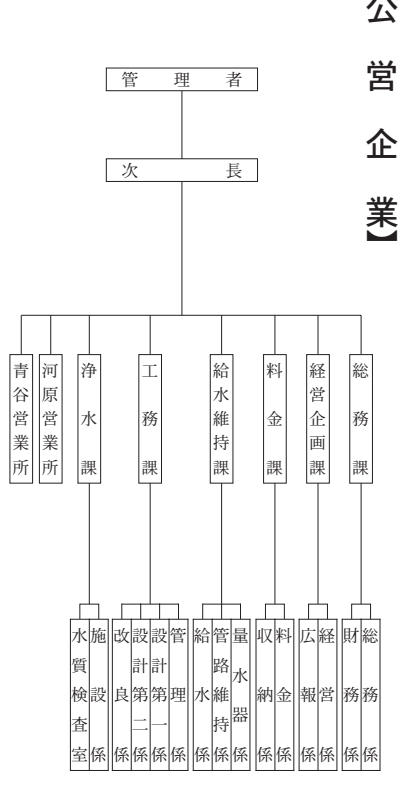 公営企業】
管理者
次長
総務課
経営企画課
料金課
給水維持課
工務課
浄水課
河原営業所
青谷営業所
総務係
財務係
経営係
広報係
料金係
収納係
量水器係
管路維持係
給水係
管理係
設計第一係
設計第二係
改良係
施設係
水質検査室